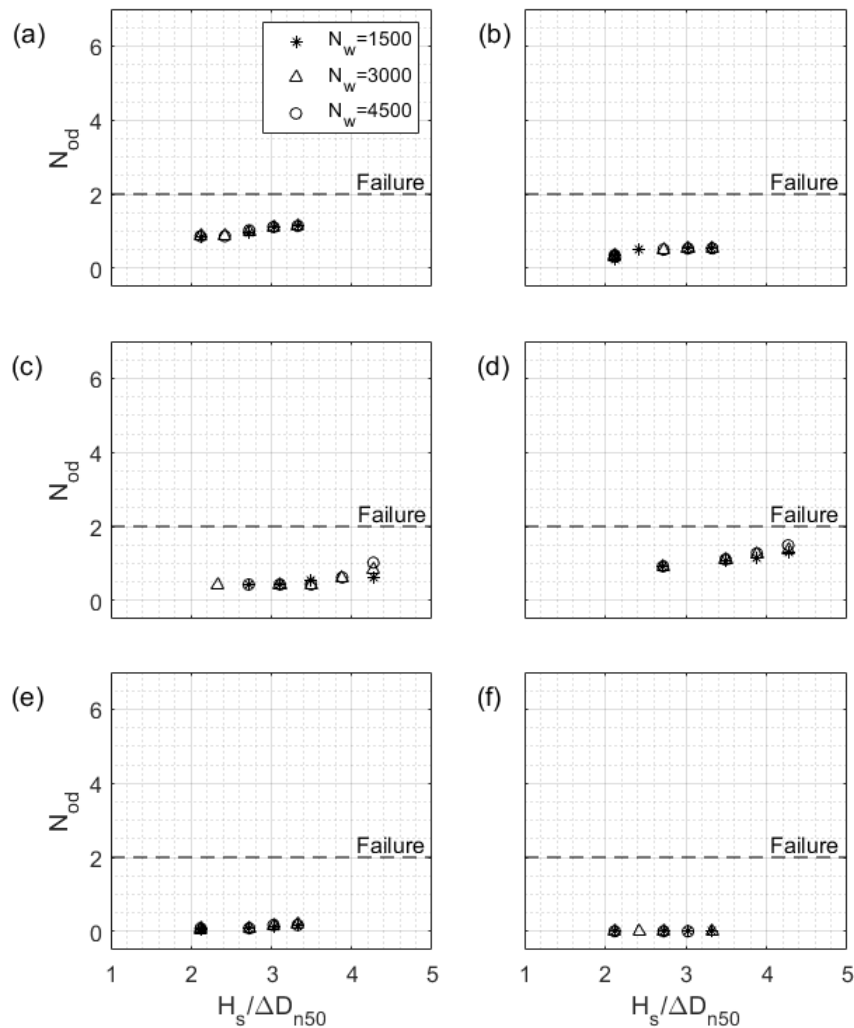 (a)
N_w=1500
N_w=3000
N_w=4500
6
4
2
0
N_od
Failure
(b)
Failure
(c)
6
4
2
0
N_od
Failure
(d)
Failure
(e)
6
4
2
0
N_od
Failure
1 2 3 4 5
H_s/ΔD_n50
(f)
Failure
1 2 3 4 5
H_s/ΔD_n50